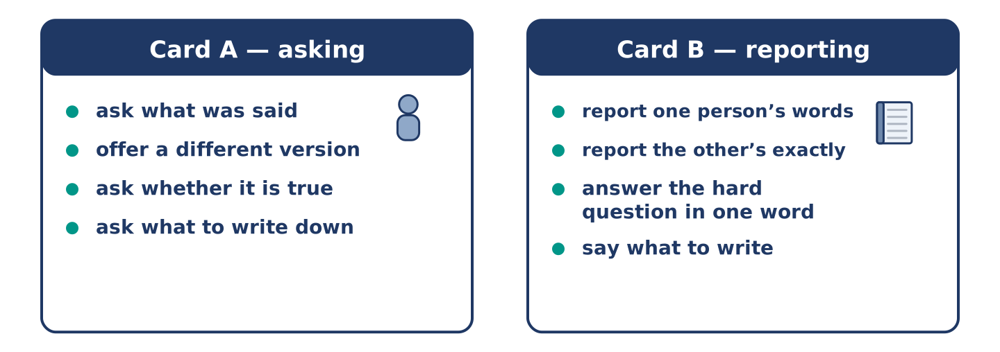 Card A — asking
ask what was said
offer a different version
ask whether it is true
ask what to write down
Card B — reporting
report one person’s words
report the other’s exactly
answer the hard
question in one word
say what to write